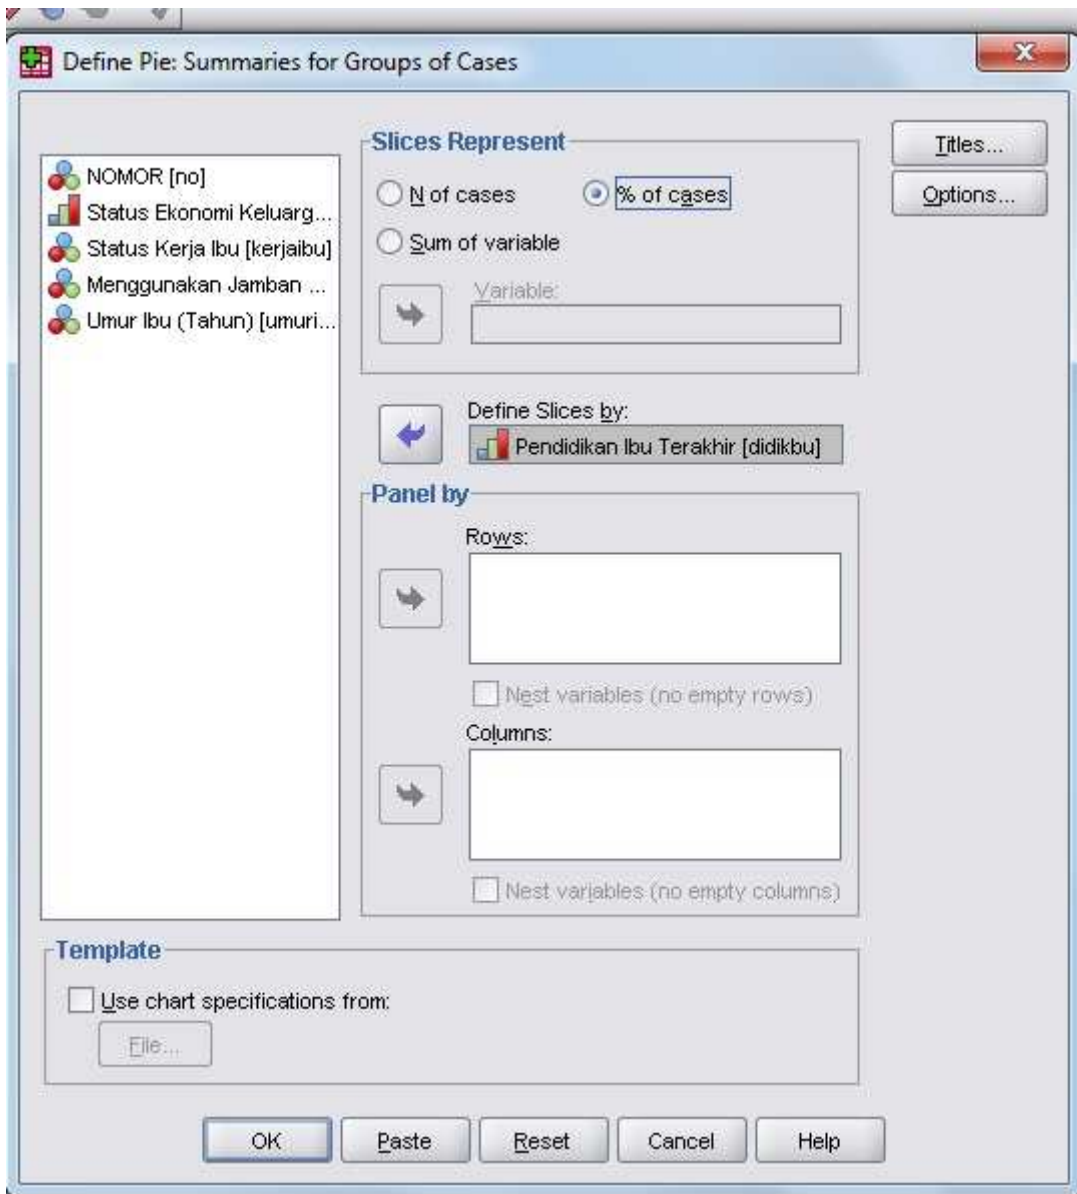 Define Pie: Summaries for Groups of Cases
NOMOR [no]
Status Ekonomi Keluarg...
Status Kerja Ibu [kerjaibu]
Menggunakan Jamban ...
Umur Ibu (Tahun) [umuri...
Slices Represent
N of cases
% of cases
Sum of variable
Variable:
Define Slices by:
Pendidikan Ibu Terakhir [didikbu]
Panel by
Rows:
Nest variables (no empty rows)
Columns:
Nest variables (no empty columns)
Titles...
Options...
Template
Use chart specifications from:
File...
OK
Paste
Reset
Cancel
Help